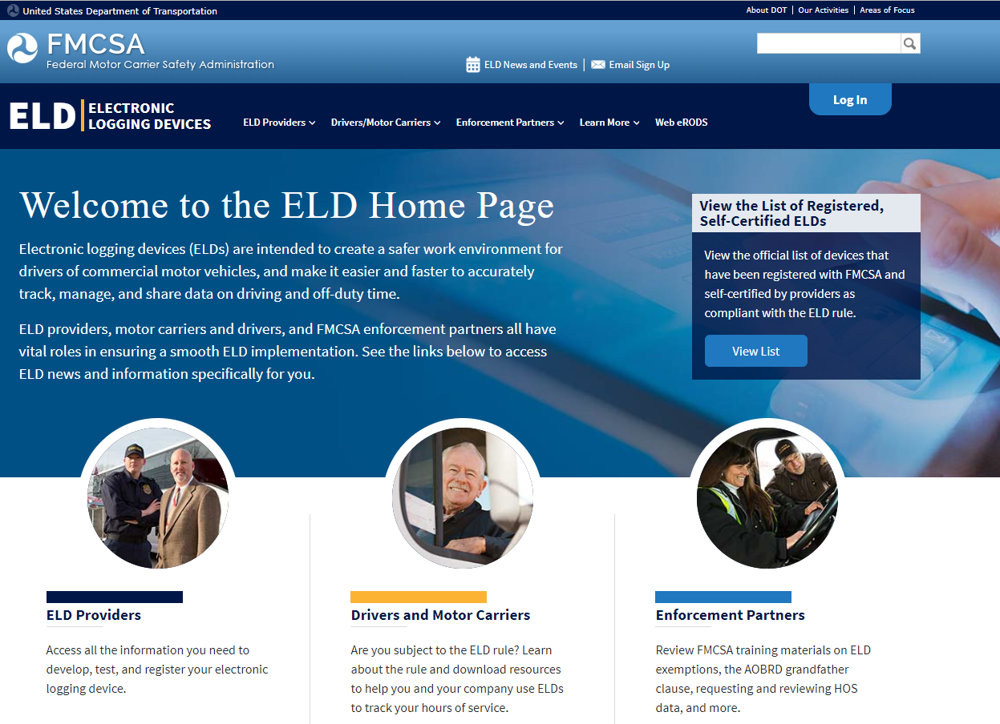 United States Department of Transportation
About DOT | Our Activities | Areas of Focus
FMCSA
Federal Motor Carrier Safety Administration
ELD News and Events | Email Sign Up
Log In
ELD | ELECTRONIC
LOGGING DEVICES
ELD Providers Drivers/Motor Carriers Enforcement Partners Learn More Web eRODS
Welcome to the ELD Home Page
Electronic logging devices (ELDs) are intended to create a safer work environment for
drivers of commercial motor vehicles, and make it easier and faster to accurately
track, manage, and share data on driving and off-duty time.
ELD providers, motor carriers and drivers, and FMCSA enforcement partners all have
vital roles in ensuring a smooth ELD implementation. See the links below to access
ELD news and information specifically for you.
View the List of Registered,
Self-Certified ELDs
View the official list of devices that
have been registered with FMCSA and
self-certified by providers as
compliant with the ELD rule.
View List
ELD Providers
Access all the information you need to
develop, test, and register your electronic
logging device.
Drivers and Motor Carriers
Are you subject to the ELD rule? Learn
about the rule and download resources
to help you and your company use ELDs
to track your hours of service.
Enforcement Partners
Review FMCSA training materials on ELD
exemptions, the AOBRD grandfather
clause, requesting and reviewing HOS
data, and more.